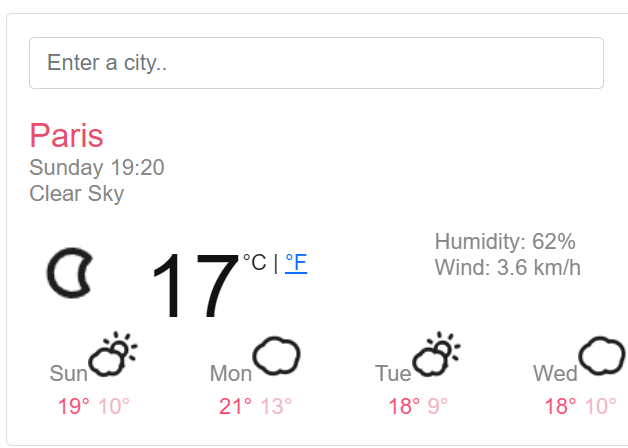 Enter a city..
Paris
Sunday 19:20
Clear Sky
17 °C | °F
Humidity: 62%
Wind: 3.6 km/h
Sun Mon Tue Wed
19° 10° 21° 13° 18° 9° 18° 10°